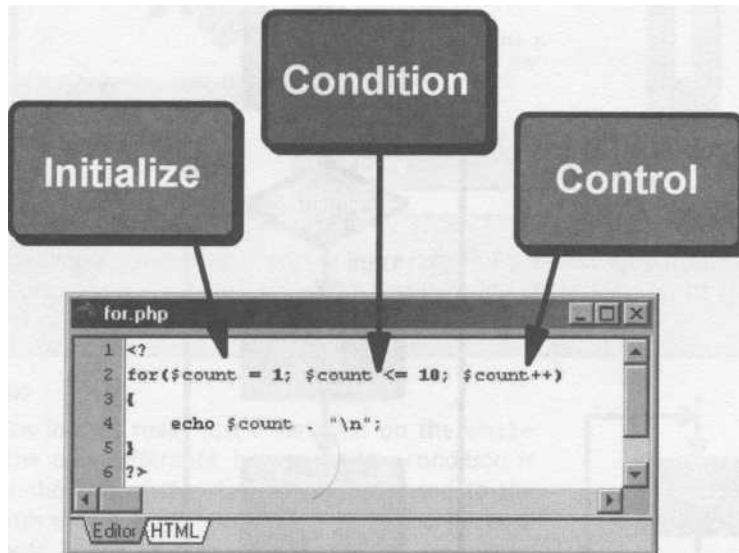 Condition
Initialize
Control
for.php
1 <?
2 for($count = 1; $count <= 10; $count++)
3 {
4 echo $count . "\n";
5 }
6 ?>
Editor HTML